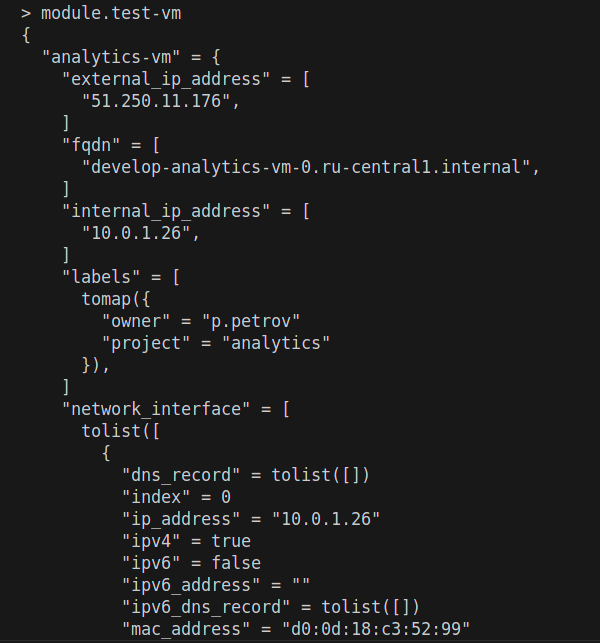 > module.test-vm
{
  "analytics-vm" = {
    "external_ip_address" = [
      "51.250.11.176",
    ]
    "fqdn" = [
      "develop-analytics-vm-0.ru-central1.internal",
    ]
    "internal_ip_address" = [
      "10.0.1.26",
    ]
    "labels" = [
      tomap({
        "owner" = "p.petrov"
        "project" = "analytics"
      }),
    ]
    "network_interface" = [
      tolist([
        {
          "dns_record" = tolist([])
          "index" = 0
          "ip_address" = "10.0.1.26"
          "ipv4" = true
          "ipv6" = false
          "ipv6_address" = ""
          "ipv6_dns_record" = tolist([])
          "mac_address" = "d0:0d:18:c3:52:99"